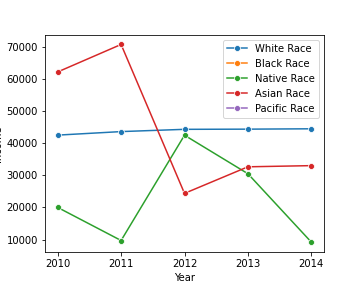 White Race
Black Race
Native Race
Asian Race
Pacific Race
70000
60000
50000
40000
30000
20000
10000
2010 2011 2012 2013 2014
Year